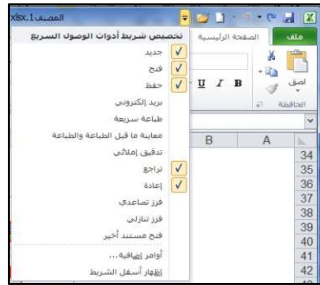 المصنف1.xlsx
ملف
الصفحة الرئيسية
لصق
الحافظة
U I B
B A
تخصيص شريط أدوات الوصول السريع
جديد
فتح
حفظ
بريد إلكتروني
طباعة سريعة
معاينة ما قبل الطباعة والطباعة
تدقيق إملائي
تراجع
إعادة
فرز تصاعدي
فرز تنازلي
فتح مستند أخير
أوامر إضافية...
إظهار أسفل الشريط
34
35
36
37
38
39
40
41
42